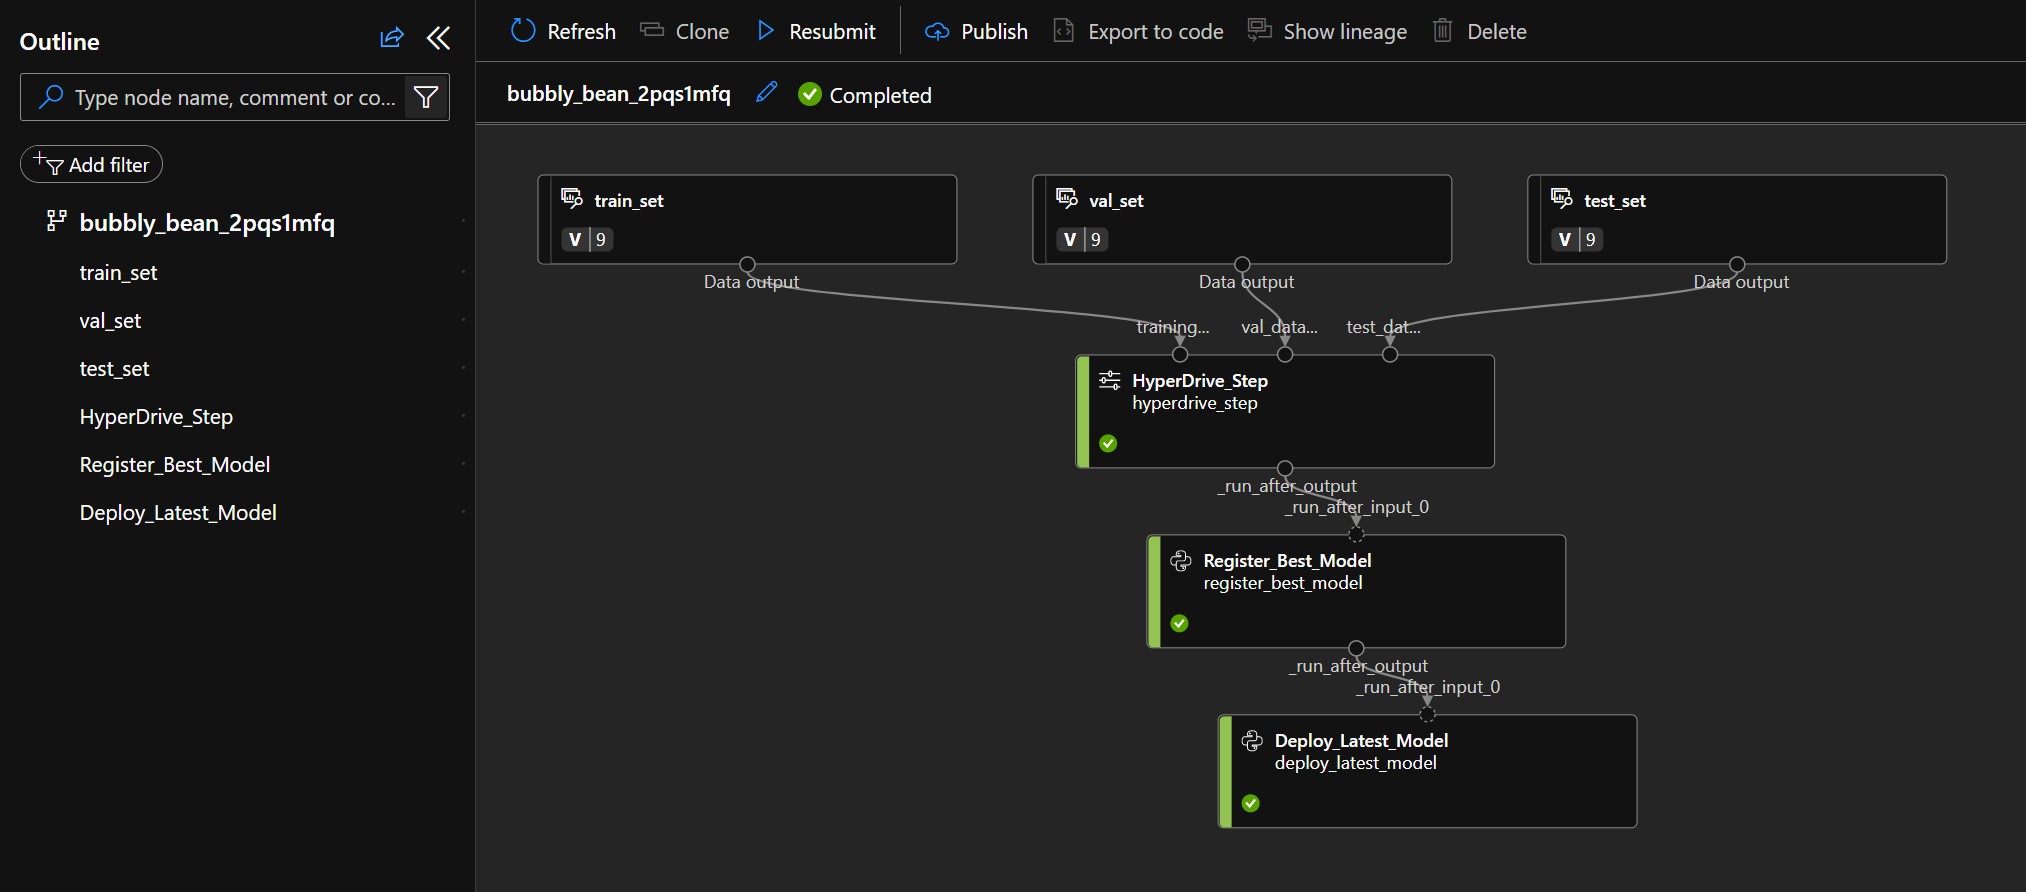 Outline
Type node name, comment or co...
Add filter
bubbly_bean_2pqs1mfq
train_set
val_set
test_set
HyperDrive_Step
Register_Best_Model
Deploy_Latest_Model
Refresh Clone Resubmit Publish Export to code Show lineage Delete
bubbly_bean_2pqs1mfq Completed
train_set
V 9
Data output
val_set
V 9
Data output
test_set
V 9
Data output
training... val_data... test_dat...
HyperDrive_Step
hyperdrive_step
_run_after_output
_run_after_input_0
Register_Best_Model
register_best_model
_run_after_output
_run_after_input_0
Deploy_Latest_Model
deploy_latest_model